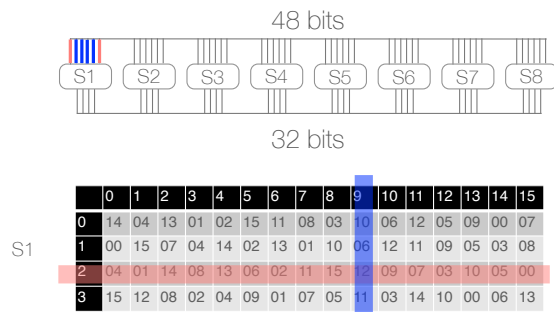 48 bits
S1 S2 S3 S4 S5 S6 S7 S8
32 bits
0 1 2 3 4 5 6 7 8 9 10 11 12 13 14 15
0 14 04 13 01 02 15 11 08 03 10 06 12 05 09 00 07
S1
1 00 15 07 04 14 02 13 01 10 06 12 11 09 05 03 08
2 04 01 14 08 13 06 02 11 15 12 09 07 03 10 05 00
3 15 12 08 02 04 09 01 07 05 11 03 14 10 00 06 13